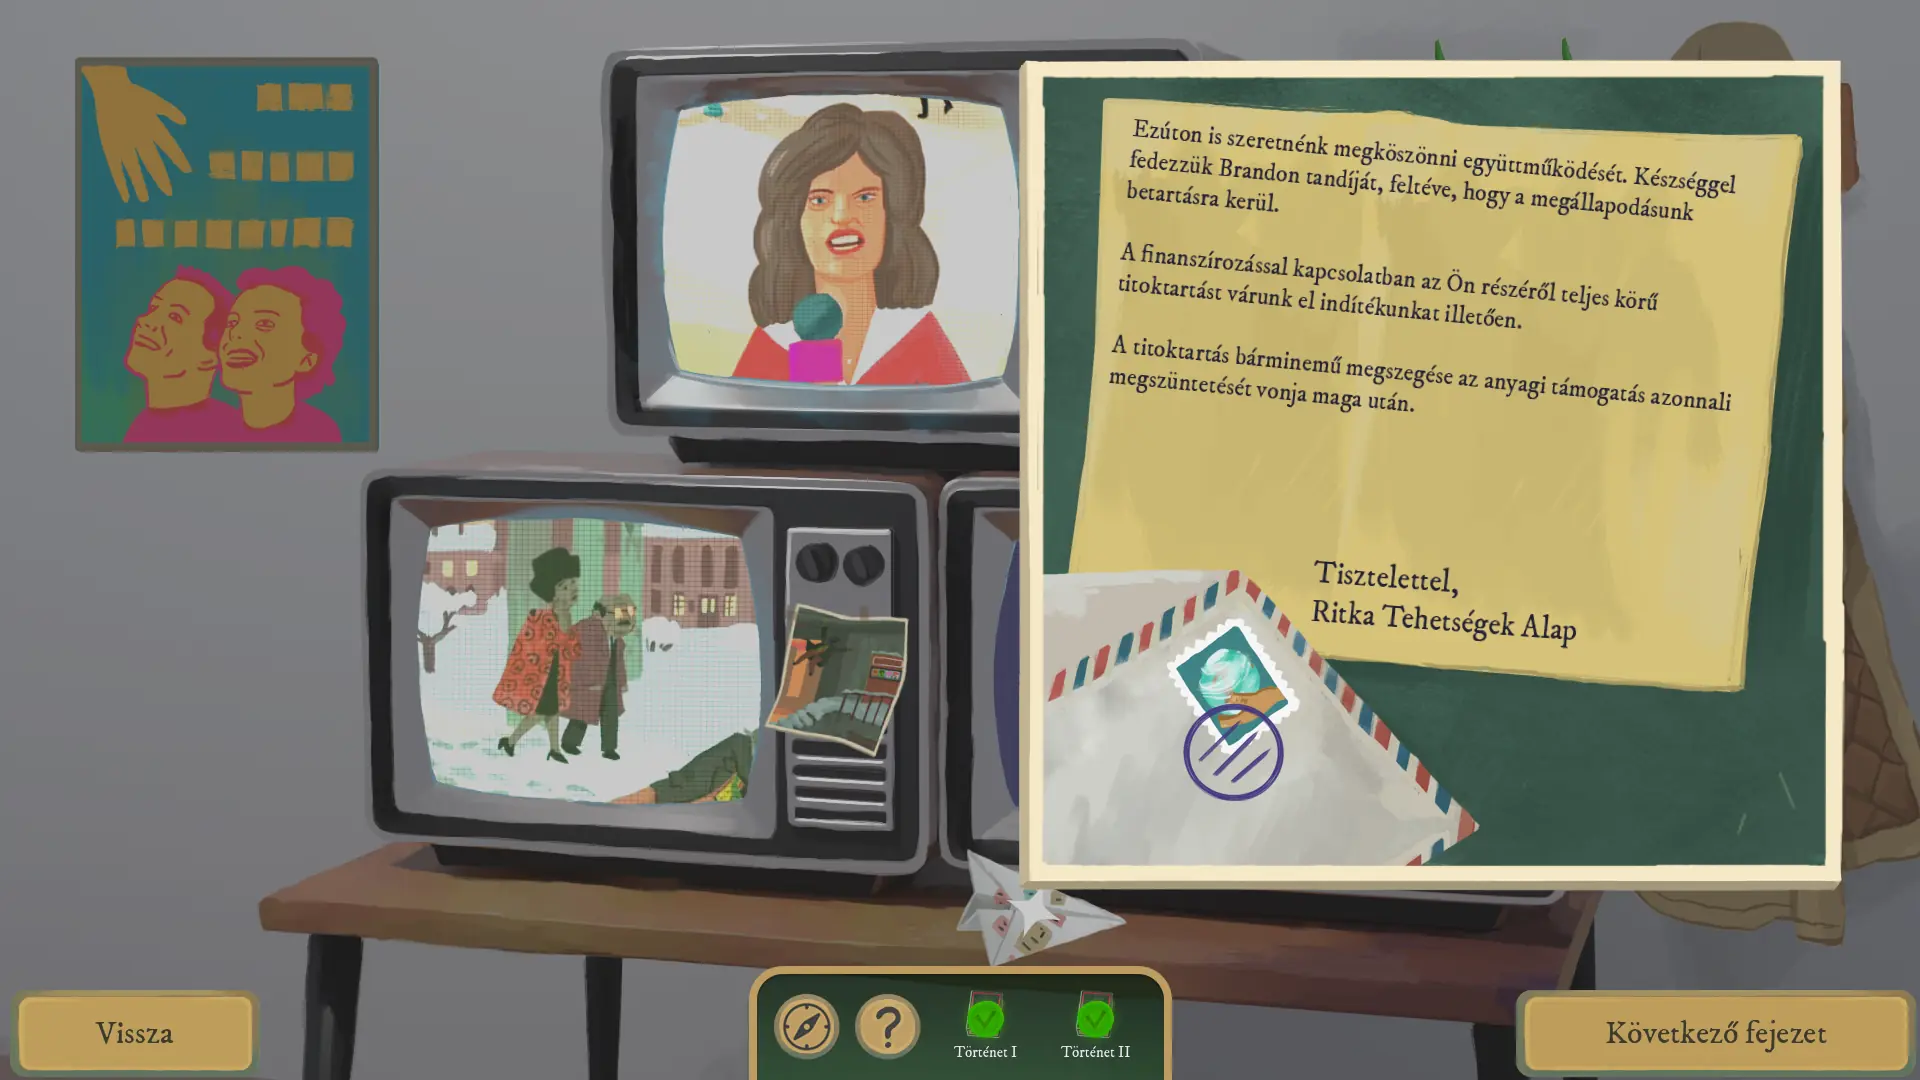 Ezúton is szeretnénk megköszönni együttműködését. Készséggel
fedezzük Brandon tandíját, feltéve, hogy a megállapodásunk
betartásra kerül.
A finanszírozással kapcsolatban az Ön részéről teljes körű
titoktartást várunk el indítékunkat illetően.
A titoktartás bárminemű megszegése az anyagi támogatás azonnali
megszüntetését vonja maga után.
Tisztelettel,
Ritka Tehetségek Alap
Vissza
?
Történet I
Történet II
Következő fejezet